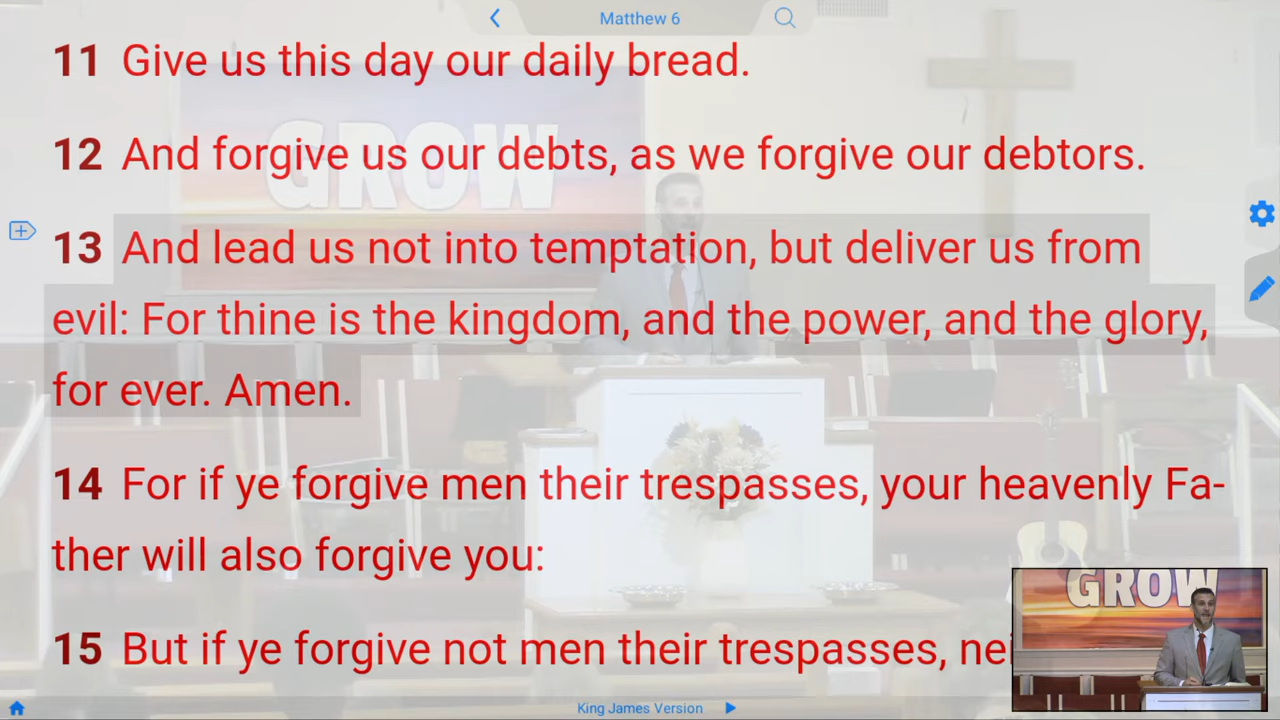 Matthew 6
11 Give us this day our daily bread.
GROW
12 And forgive us our debts, as we forgive our debtors.
13 And lead us not into temptation, but deliver us from
evil: For thine is the kingdom, and the power, and the glory,
for ever. Amen.
14 For if ye forgive men their trespasses, your heavenly Fa-
ther will also forgive you:
15 But if ye forgive not men their trespasses, nei
GROW
King James Version